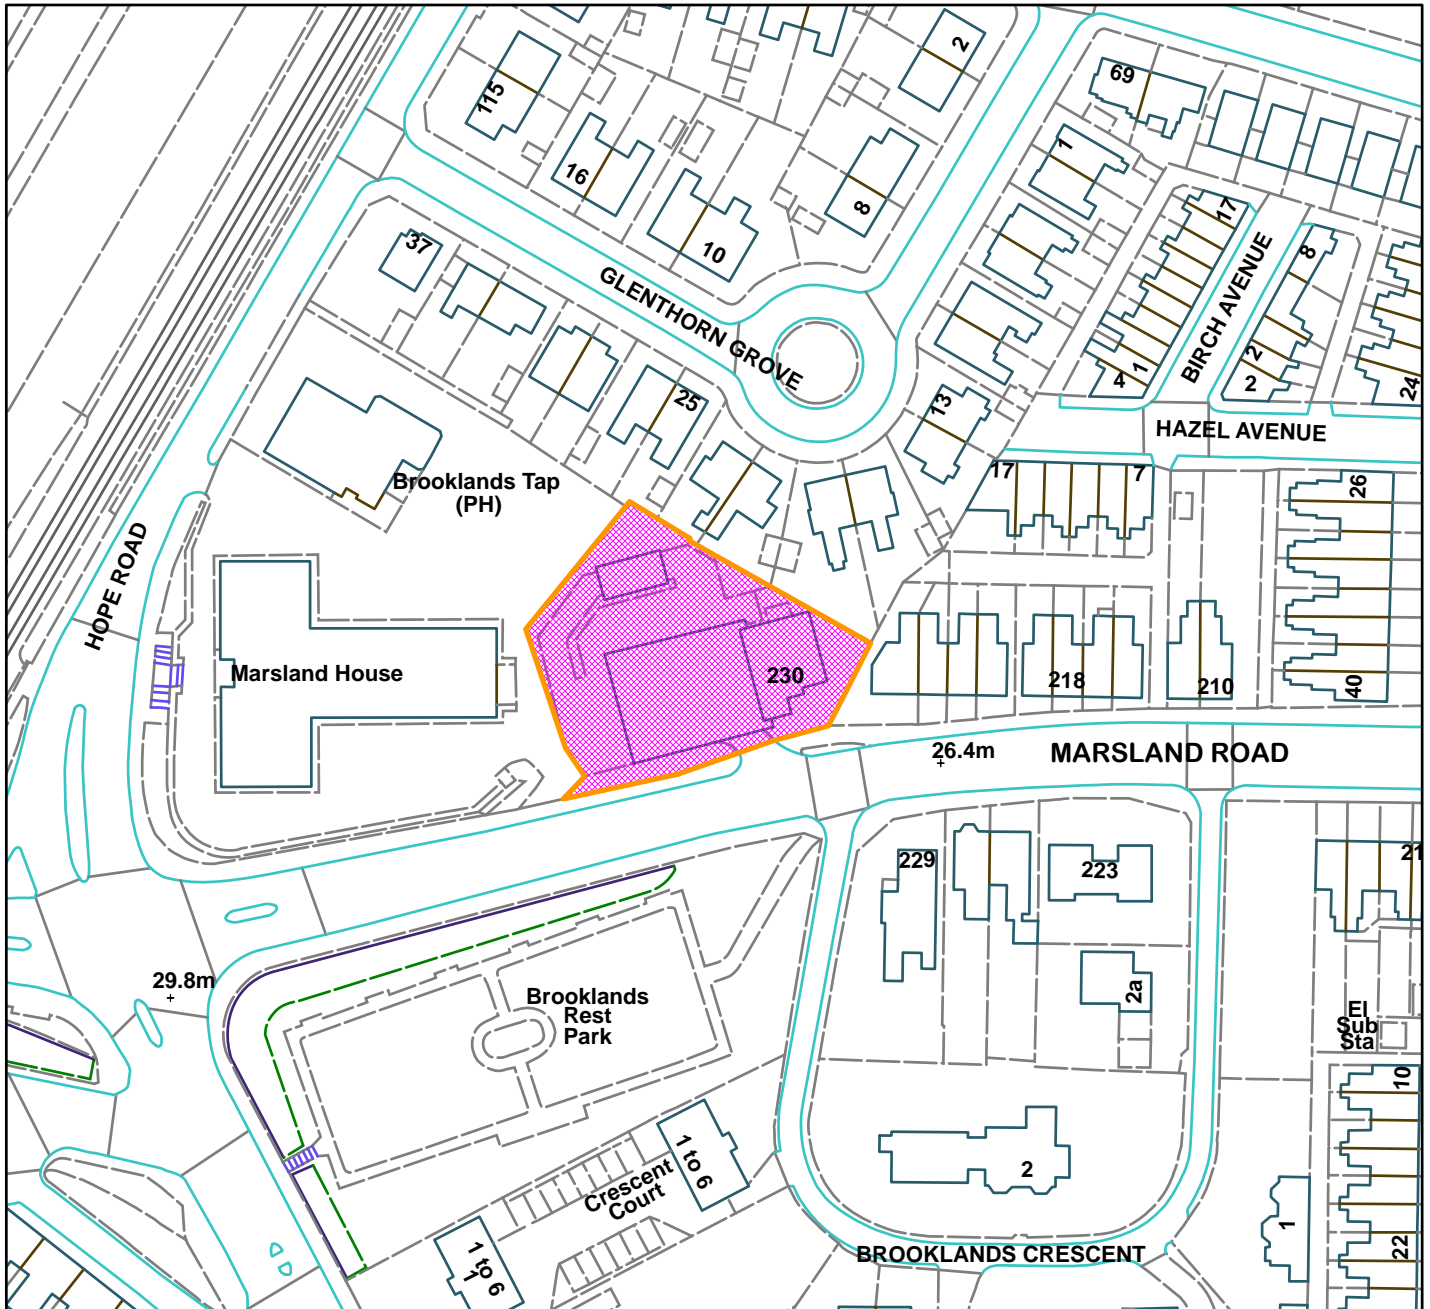 2
69
115
1
16
17
8
8
37
10
GLENTHORN GROVE
BIRCH AVENUE
2
1
4
2
24
25
13
HAZEL AVENUE
Brooklands Tap
(PH)
17
7
26
HOPE ROAD
Marsland House
230
218
210
40
26.4m
MARSLAND ROAD
229
223
21
29.8m
Brooklands
Rest
Park
2a
El
Sub
Sta
10
1 to 6
Crescent
Court
2
1
22
1 to 6
1
BROOKLANDS CRESCENT